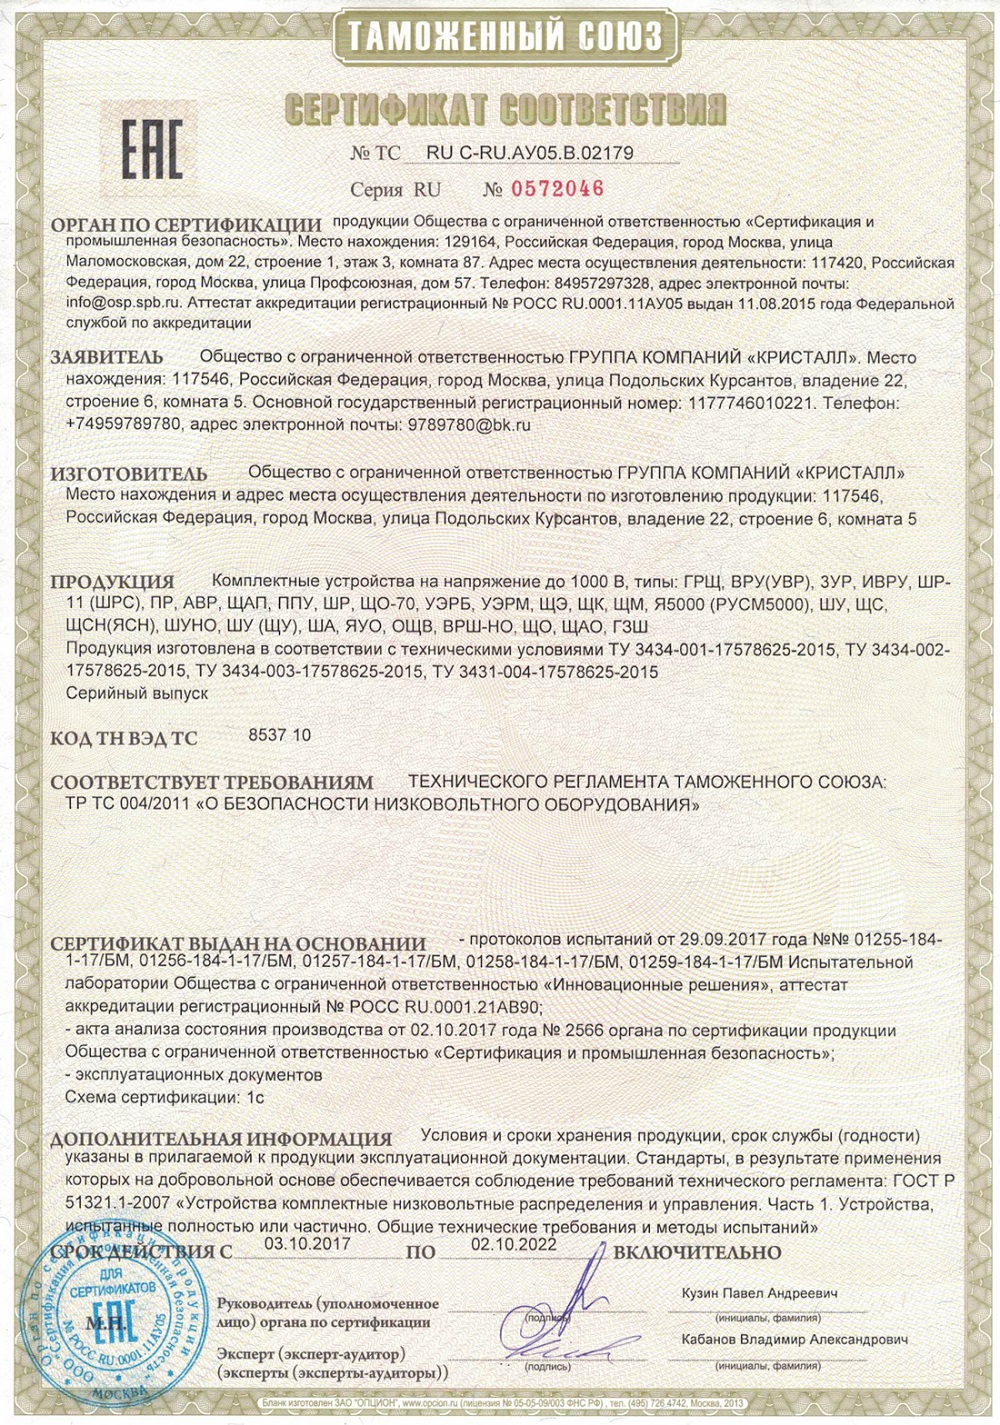 ТАМОЖЕННЫЙ СОЮЗ
СЕРТИФИКАТ СООТВЕТСТВИЯ
ЕАС
№ ТС RU C-RU.АУ05.В.02179
Серия RU № 0572046
ОРГАН ПО СЕРТИФИКАЦИИ продукции Общества с ограниченной ответственностью «Сертификация и
промышленная безопасность». Место нахождения: 129164, Российская Федерация, город Москва, улица
Маломосковская, дом 22, строение 1, этаж 3, комната 87. Адрес места осуществления деятельности: 117420, Российская
Федерация, город Москва, улица Профсоюзная, дом 57. Телефон: 84957297328, адрес электронной почты:
info@osp.spb.ru. Аттестат аккредитации регистрационный № РОСС RU.0001.11АУ05 выдан 11.08.2015 года Федеральной
службой по аккредитации
ЗАЯВИТЕЛЬ Общество с ограниченной ответственностью ГРУППА КОМПАНИЙ «КРИСТАЛЛ». Место
нахождения: 117546, Российская Федерация, город Москва, улица Подольских Курсантов, владение 22,
строение 6, комната 5. Основной государственный регистрационный номер: 1177746010221. Телефон:
+74959789780, адрес электронной почты: 9789780@bk.ru
ИЗГОТОВИТЕЛЬ Общество с ограниченной ответственностью ГРУППА КОМПАНИЙ «КРИСТАЛЛ»
Место нахождения и адрес места осуществления деятельности по изготовлению продукции: 117546,
Российская Федерация, город Москва, улица Подольских Курсантов, владение 22, строение 6, комната 5
ПРОДУКЦИЯ Комплектные устройства на напряжение до 1000 В, типы: ГРЩ, ВРУ(УВР), ЗУР, ИВРУ, ШР-
11 (ШРС), ПР, АВР, ЩАП, ППУ, ШР, ЩО-70, УЭРБ, УЭРМ, ЩЭ, ЩК, ЩМ, Я5000 (РУСМ5000), ШУ, ЩС,
ЩСН(ЯСН), ШУНО, ШУ (ЩУ), ША, ЯУО, ОЩВ, ВРШ-НО, ЩО, ЩАО, ГЗШ
Продукция изготовлена в соответствии с техническими условиями ТУ 3434-001-17578625-2015, ТУ 3434-002-
17578625-2015, ТУ 3434-003-17578625-2015, ТУ 3431-004-17578625-2015
Серийный выпуск
КОД ТН ВЭД ТС 8537 10
СООТВЕТСТВУЕТ ТРЕБОВАНИЯМ ТЕХНИЧЕСКОГО РЕГЛАМЕНТА ТАМОЖЕННОГО СОЮЗА:
ТР ТС 004/2011 «О БЕЗОПАСНОСТИ НИЗКОВОЛЬТНОГО ОБОРУДОВАНИЯ»
СЕРТИФИКАТ ВЫДАН НА ОСНОВАНИИ - протоколов испытаний от 29.09.2017 года №№ 01255-184-
1-17/БМ, 01256-184-1-17/БМ, 01257-184-1-17/БМ, 01258-184-1-17/БМ, 01259-184-1-17/БМ Испытательной
лаборатории Общества с ограниченной ответственностью «Инновационные решения», аттестат
аккредитации регистрационный № РОСС RU.0001.21АВ90;
- акта анализа состояния производства от 02.10.2017 года № 2566 органа по сертификации продукции
Общества с ограниченной ответственностью «Сертификация и промышленная безопасность»;
- эксплуатационных документов
Схема сертификации: 1с
ДОПОЛНИТЕЛЬНАЯ ИНФОРМАЦИЯ Условия и сроки хранения продукции, срок службы (годности)
указаны в прилагаемой к продукции эксплуатационной документации. Стандарты, в результате применения
которых на добровольной основе обеспечивается соблюдение требований технического регламента: ГОСТ Р
51321.1-2007 «Устройства комплектные низковольтные распределения и управления. Часть 1. Устройства,
испытанные полностью или частично. Общие технические требования и методы испытаний»
СРОК ДЕЙСТВИЯ С 03.10.2017 ПО 02.10.2022 ВКЛЮЧИТЕЛЬНО
Орган по сертификации продукции
ООО "Сертификация и промышленная безопасность"
ДЛЯ
СЕРТИФИКАТОВ
ЕАС
№ РОСС RU.0001.11АУ05
МОСКВА
М.П.
Руководитель (уполномоченное
лицо) органа по сертификации
(подпись)
Кузин Павел Андреевич
(инициалы, фамилия)
Эксперт (эксперт-аудитор)
(эксперты (эксперты-аудиторы))
(подпись)
Кабанов Владимир Александрович
(инициалы, фамилия)
Бланк изготовлен ЗАО "ОПЦИОН", www.opcion.ru (лицензия № 05-05-09/003 ФНС РФ), тел. (495) 726 4742, Москва, 2013